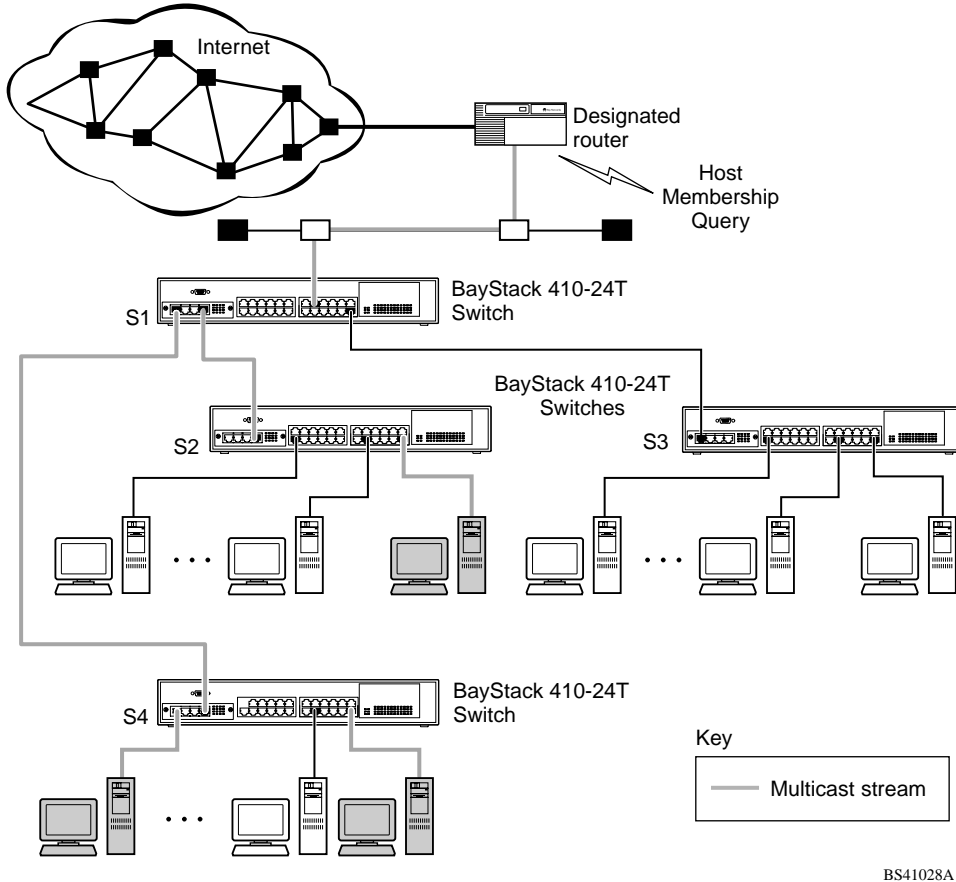 Internet
Designated
router
Host
Membership
Query
BayStack 410-24T
Switch
S1
BayStack 410-24T
Switches
S2
S3
BayStack 410-24T
Switch
S4
Key
Multicast stream
BS41028A